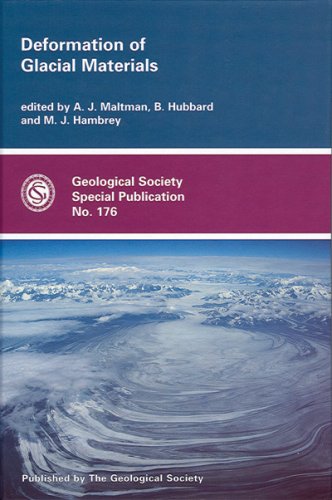 Deformation of
Glacial Materials
edited by A. J. Maltman, B. Hubbard
and M. J. Hambrey
Geological Society
Special Publication
No. 176
Published by The Geological Society